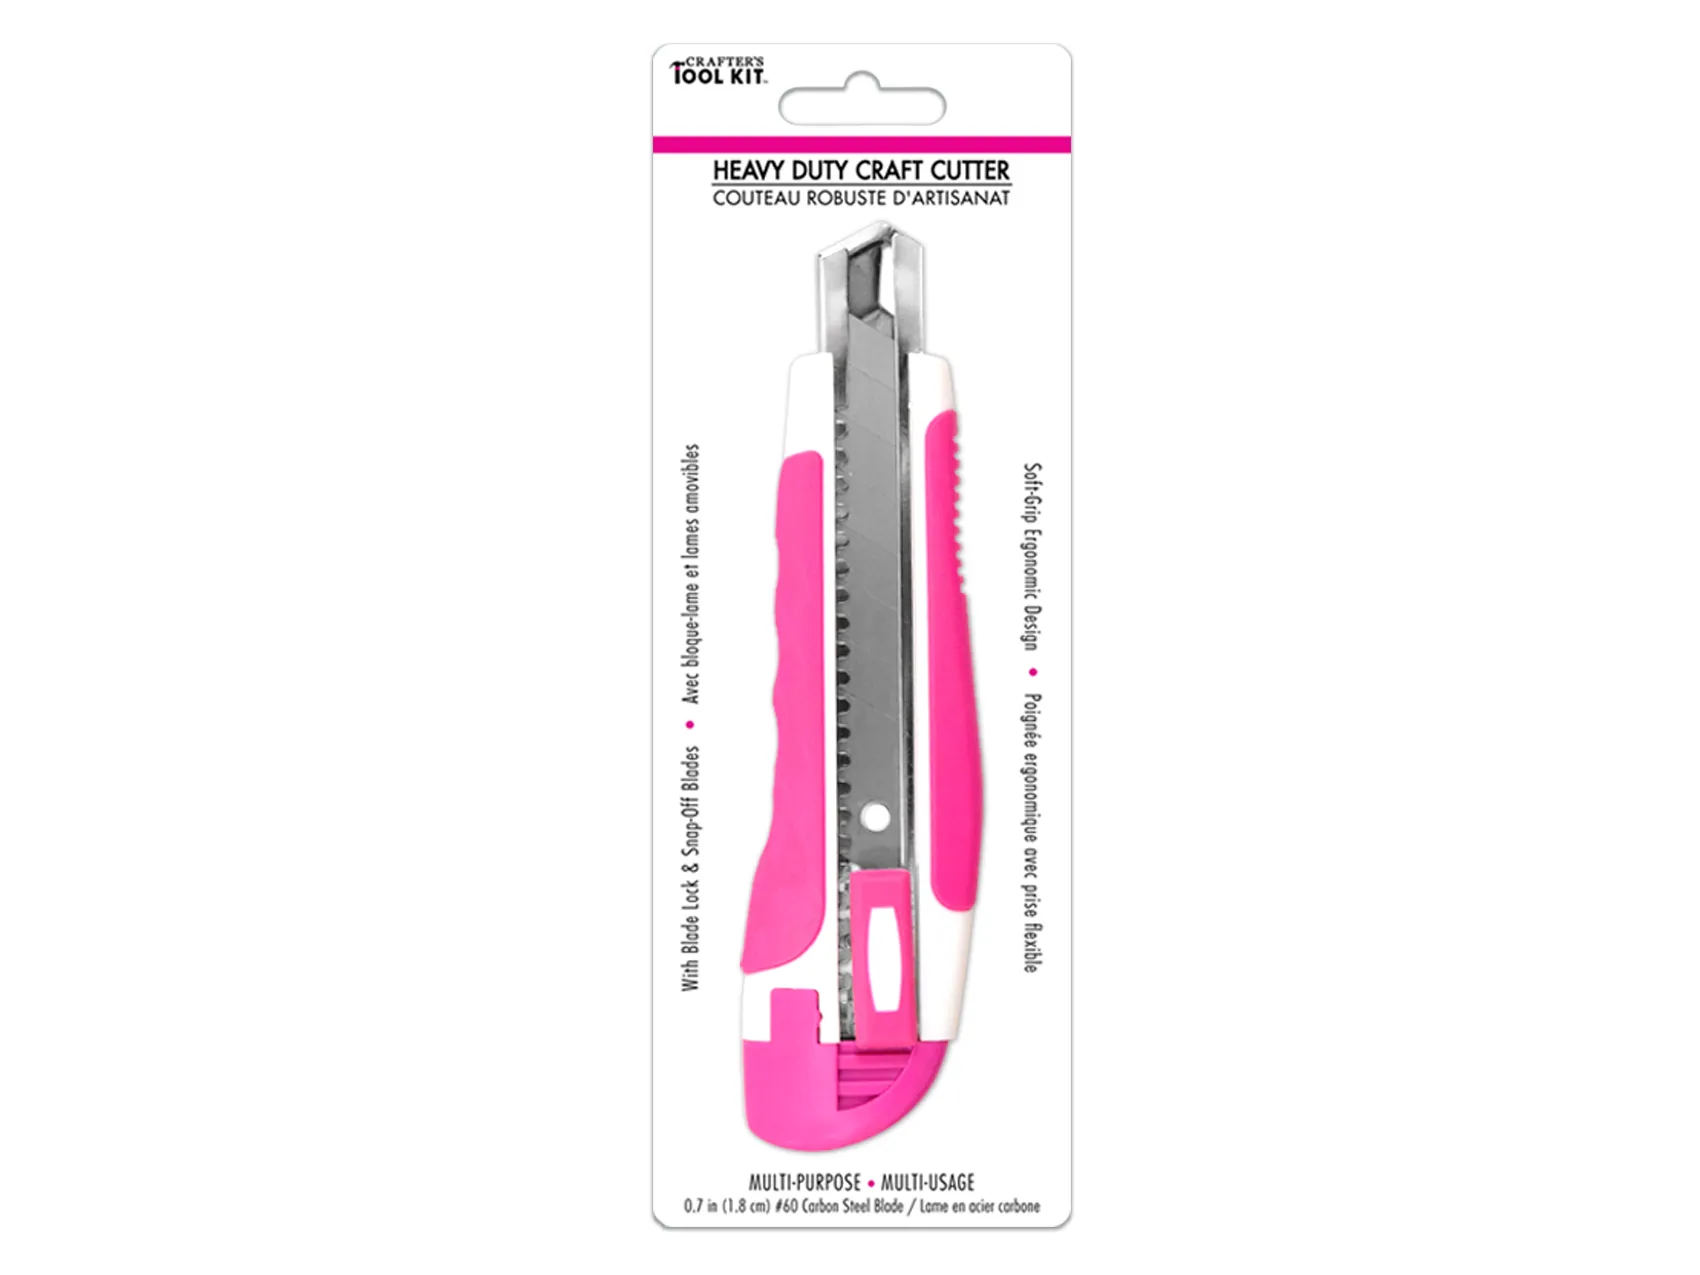 CRAFTER'S
TOOL KIT™
HEAVY DUTY CRAFT CUTTER
COUTEAU ROBUSTE D'ARTISANAT
With Blade Lock & Snap-Off Blades • Avec bloque-lame et lames amovibles
Soft-Grip Ergonomic Design • Poignée ergonomique avec prise flexible
MULTI-PURPOSE • MULTI-USAGE
0.7 in (1.8 cm) #60 Carbon Steel Blade / Lame en acier carbone